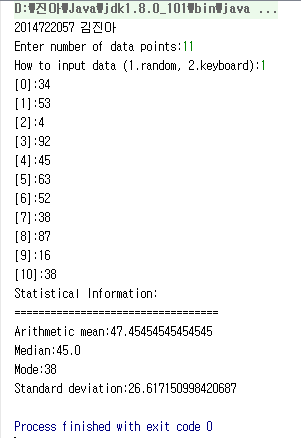 D:\진아\Java\jdk1.8.0_101\bin\java ...
2014722057 김진아
Enter number of data points:11
How to input data (1.random, 2.keyboard):1
[0]:34
[1]:53
[2]:4
[3]:92
[4]:45
[5]:63
[6]:52
[7]:38
[8]:87
[9]:16
[10]:38
Statistical Information:
==================================
Arithmetic mean:47.45454545454545
Median:45.0
Mode:38
Standard deviation:26.617150998420687
Process finished with exit code 0